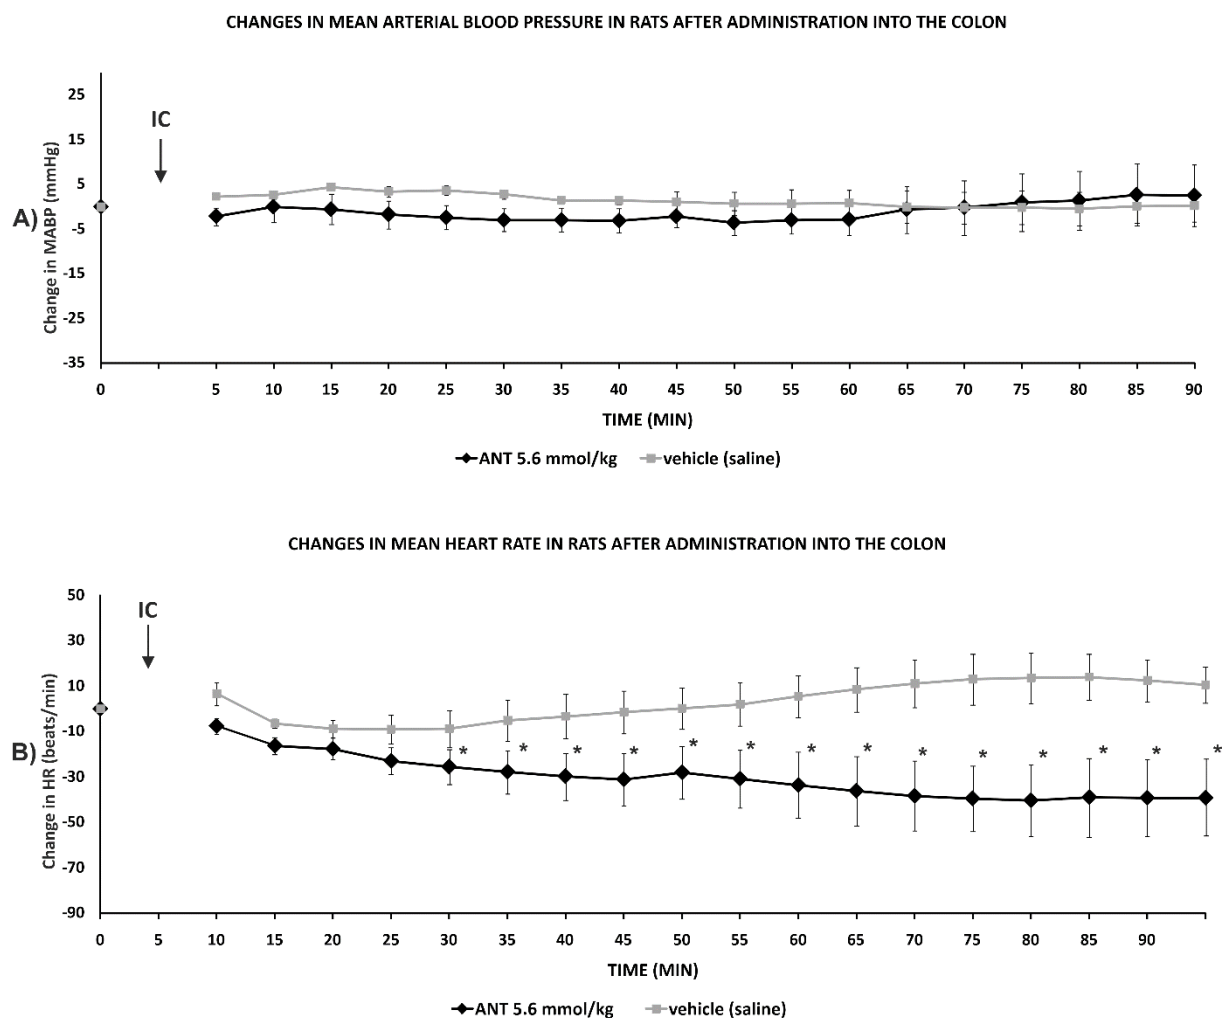 CHANGES IN MEAN ARTERIAL BLOOD PRESSURE IN RATS AFTER ADMINISTRATION INTO THE COLON
A)
Change in MABP (mmHg)
25
15
5
-5
-15
-25
-35
IC
0 5 10 15 20 25 30 35 40 45 50 55 60 65 70 75 80 85 90
TIME (MIN)
ANT 5.6 mmol/kg vehicle (saline)
CHANGES IN MEAN HEART RATE IN RATS AFTER ADMINISTRATION INTO THE COLON
B)
Change in HR (beats/min)
50
30
10
-10
-30
-50
-70
-90
IC
* * * * * * * * * * * * * *
0 5 10 15 20 25 30 35 40 45 50 55 60 65 70 75 80 85 90
TIME (MIN)
ANT 5.6 mmol/kg vehicle (saline)